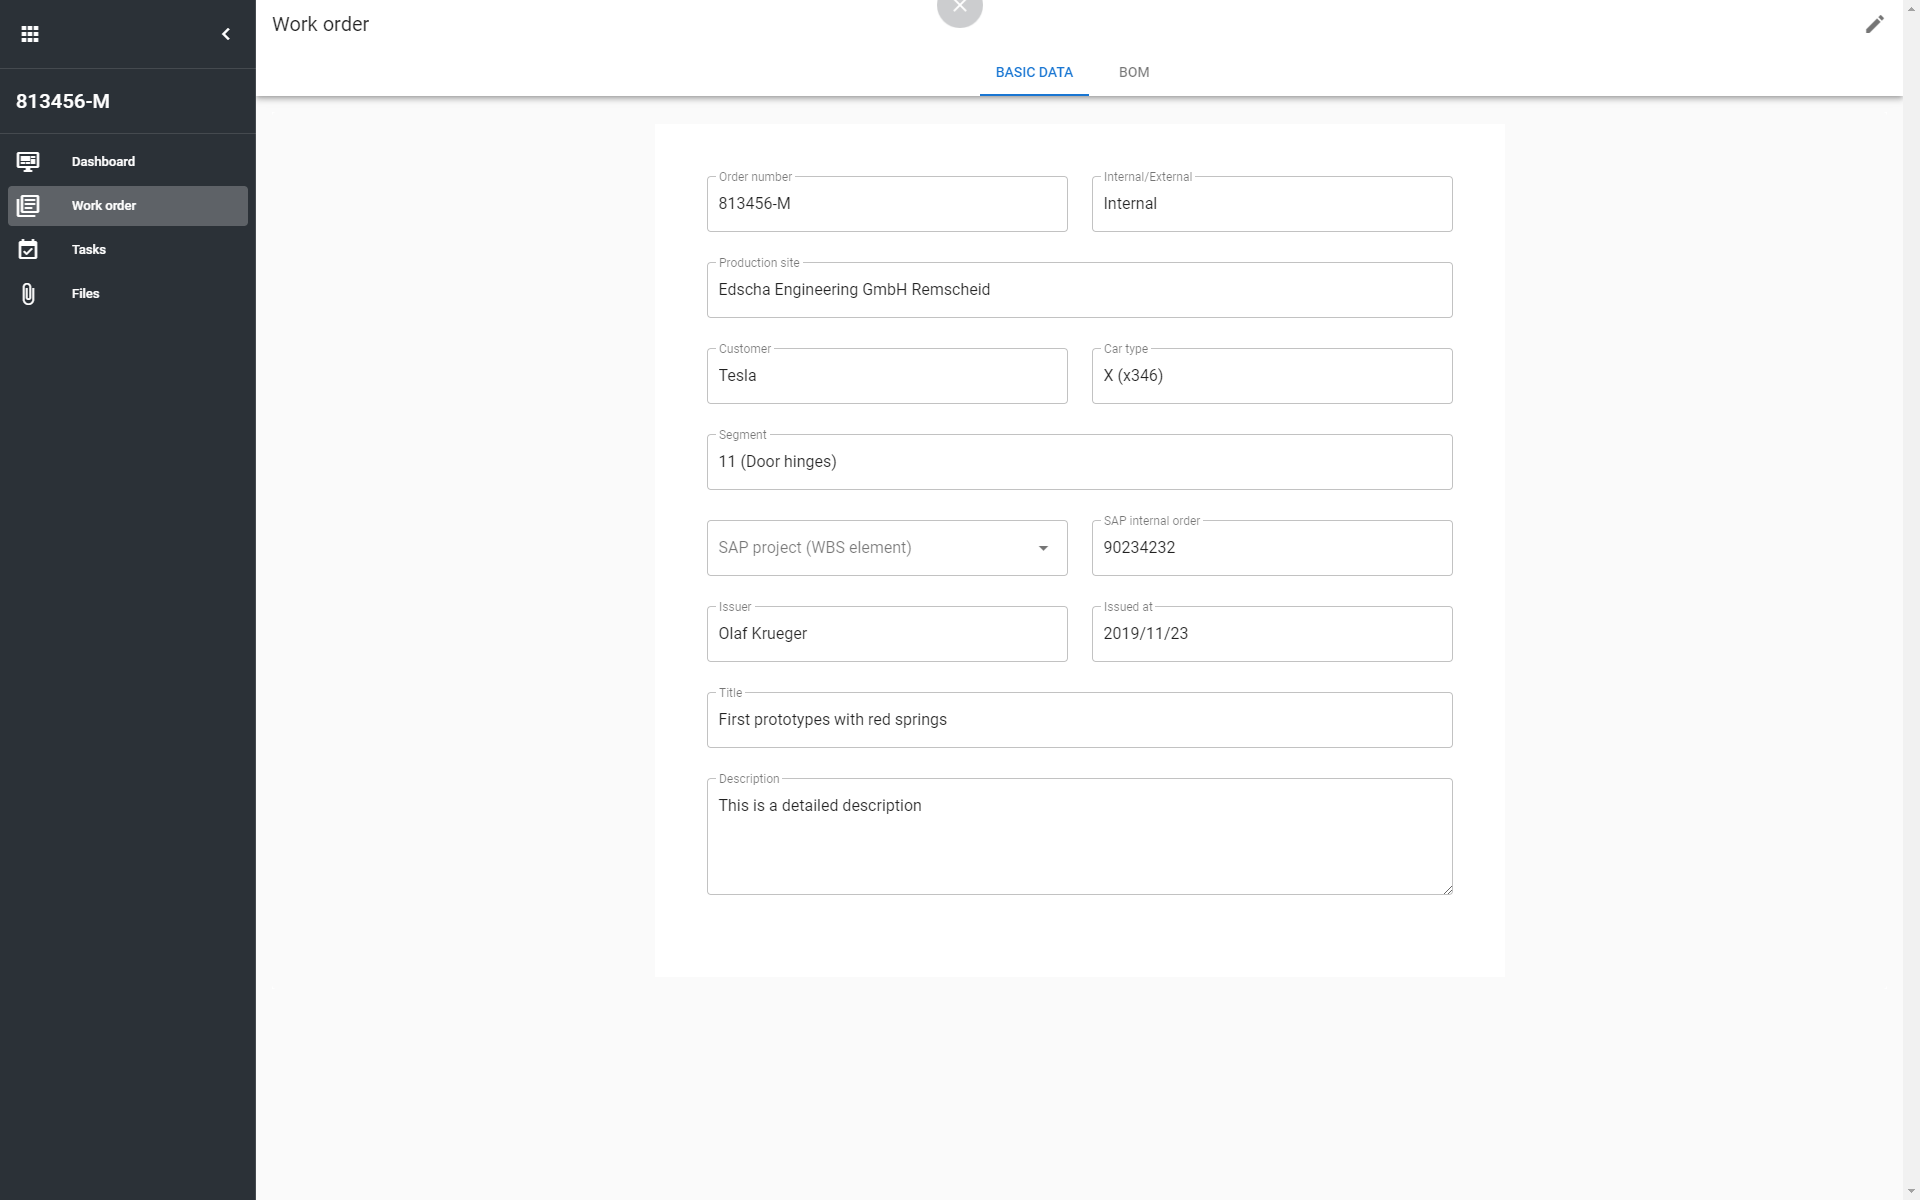 Work order
BASIC DATA BOM
813456-M
Dashboard
Work order
Tasks
Files
Order number
813456-M
Internal/External
Internal
Production site
Edscha Engineering GmbH Remscheid
Customer
Tesla
Car type
X (x346)
Segment
11 (Door hinges)
SAP project (WBS element)
SAP internal order
90234232
Issuer
Olaf Krueger
Issued at
2019/11/23
Title
First prototypes with red springs
Description
This is a detailed description